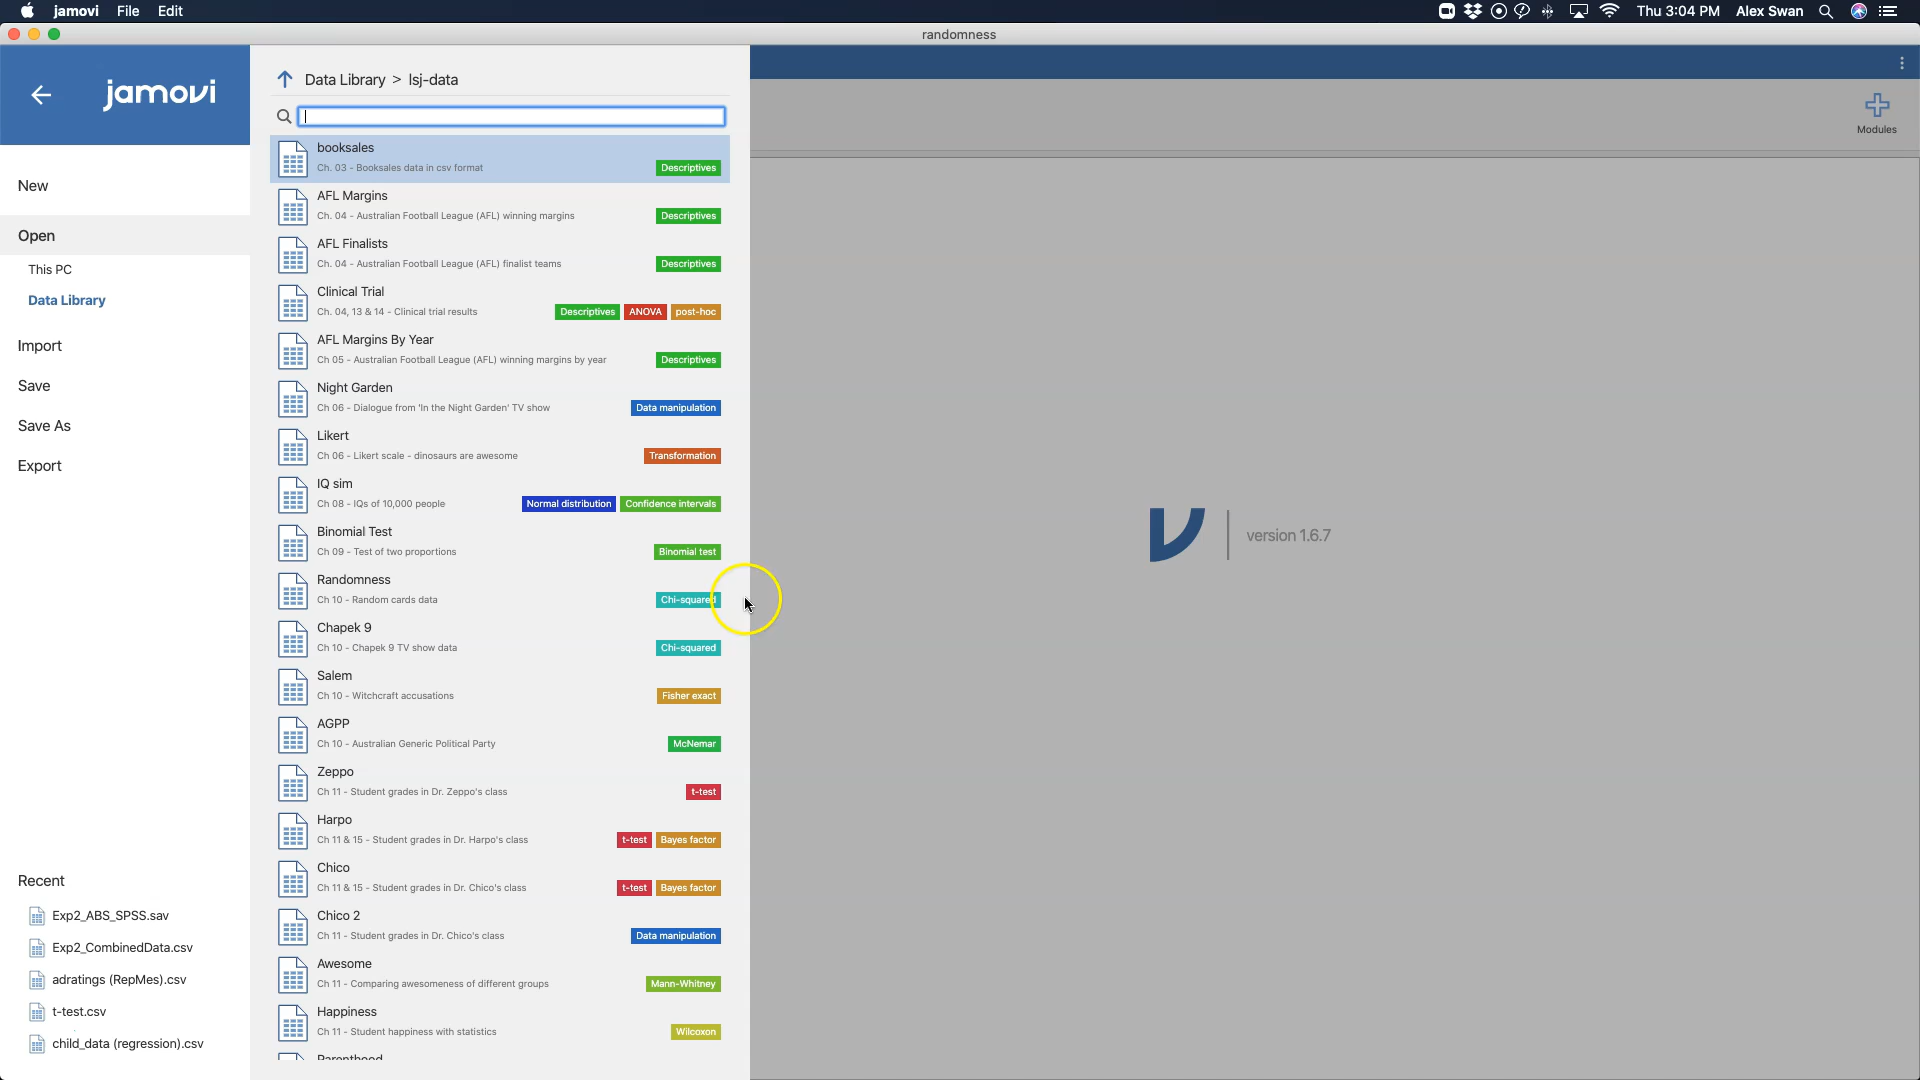 jamovi File Edit Thu 3:04 PM Alex Swan
randomness
jamovi
Data Library > lsj-data
Modules
New
Open
This PC
Data Library
Import
Save
Save As
Export
Recent
Exp2_ABS_SPSS.sav
Exp2_CombinedData.csv
adratings (RepMes).csv
t-test.csv
child_data (regression).csv
booksales
Ch. 03 - Booksales data in csv format Descriptives
AFL Margins
Ch. 04 - Australian Football League (AFL) winning margins Descriptives
AFL Finalists
Ch. 04 - Australian Football League (AFL) finalist teams Descriptives
Clinical Trial
Ch. 04, 13 & 14 - Clinical trial results Descriptives ANOVA post-hoc
AFL Margins By Year
Ch 05 - Australian Football League (AFL) winning margins by year Descriptives
Night Garden
Ch 06 - Dialogue from 'In the Night Garden' TV show Data manipulation
Likert
Ch 06 - Likert scale - dinosaurs are awesome Transformation
IQ sim
Ch 08 - IQs of 10,000 people Normal distribution Confidence intervals
Binomial Test
Ch 09 - Test of two proportions Binomial test
Randomness
Ch 10 - Random cards data Chi-squared
Chapek 9
Ch 10 - Chapek 9 TV show data Chi-squared
Salem
Ch 10 - Witchcraft accusations Fisher exact
AGPP
Ch 10 - Australian Generic Political Party McNemar
Zeppo
Ch 11 - Student grades in Dr. Zeppo's class t-test
Harpo
Ch 11 & 15 - Student grades in Dr. Harpo's class t-test Bayes factor
Chico
Ch 11 & 15 - Student grades in Dr. Chico's class t-test Bayes factor
Chico 2
Ch 11 - Student grades in Dr. Chico's class Data manipulation
Awesome
Ch 11 - Comparing awesomeness of different groups Mann-Whitney
Happiness
Ch 11 - Student happiness with statistics Wilcoxon
Parenthood
version 1.6.7